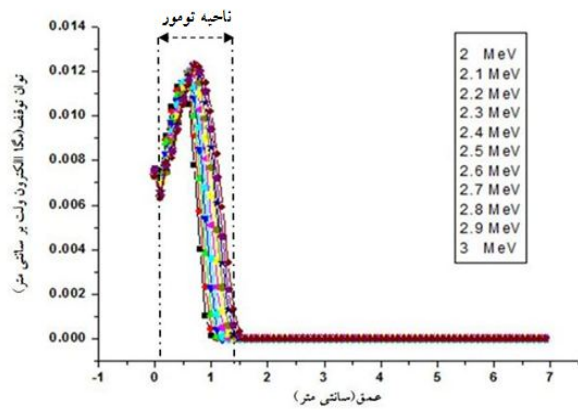 ناحیه تومور
0.014
0.012
0.010
0.008
0.006
0.004
0.002
0.000
توان توقف(مگا الکترون ولت بر سانتی متر)
2 MeV
2.1 MeV
2.2 MeV
2.3 MeV
2.4 MeV
2.5 MeV
2.6 MeV
2.7 MeV
2.8 MeV
2.9 MeV
3 MeV
-1 0 1 2 3 4 5 6 7
عمق(سانتی متر)